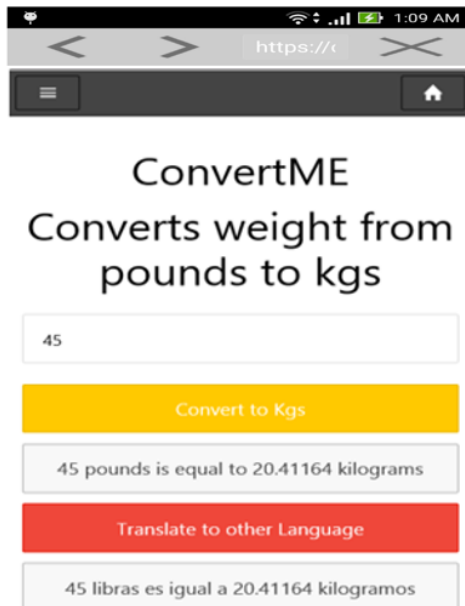 1:09 AM
https://
ConvertME
Converts weight from
pounds to kgs
45
Convert to Kgs
45 pounds is equal to 20.41164 kilograms
Translate to other Language
45 libras es igual a 20.41164 kilogramos